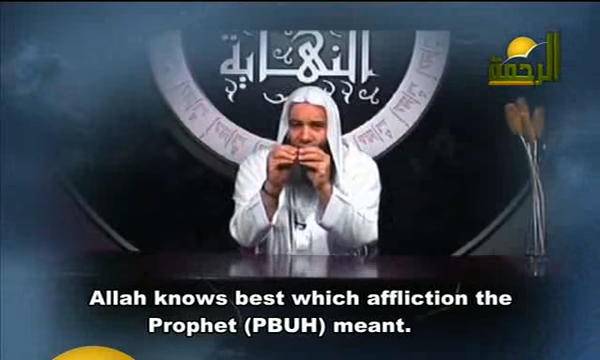 النهاية
الرحمة
Allah knows best which affliction the
Prophet (PBUH) meant.